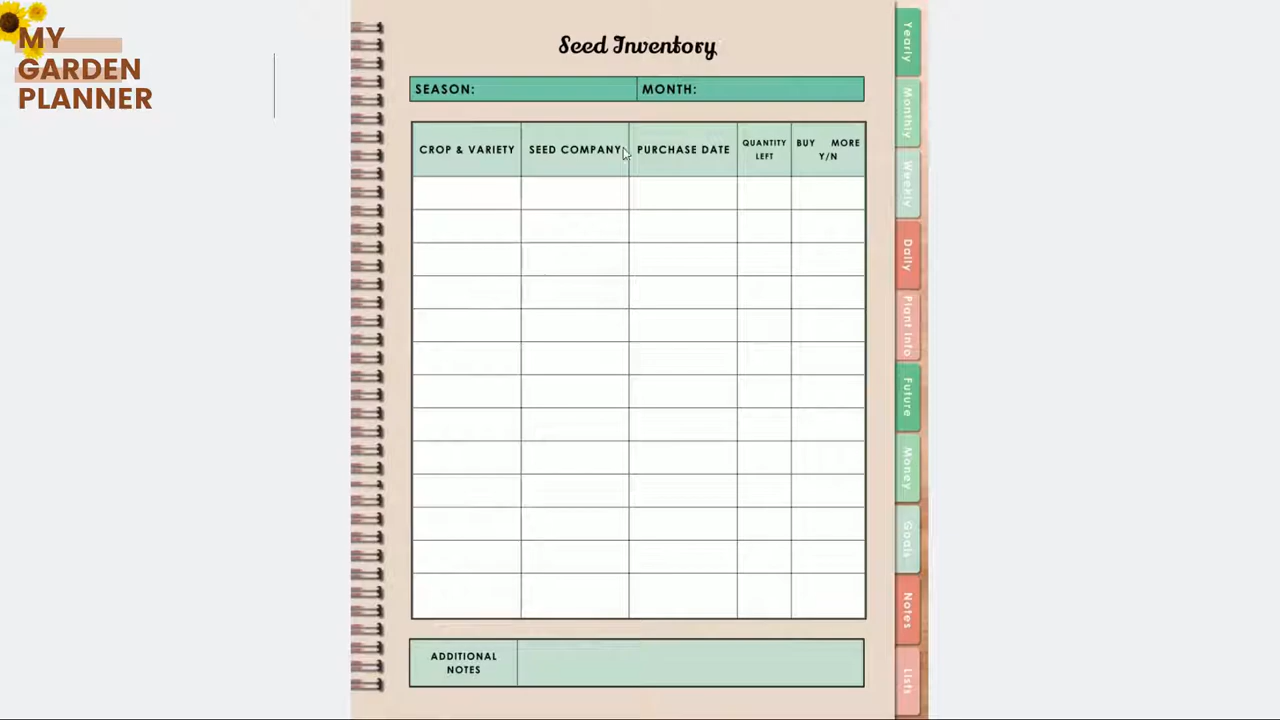 MY
GARDEN
PLANNER
Seed Inventory
SEASON: MONTH:
CROP & VARIETY SEED COMPANY PURCHASE DATE QUANTITY LEFT BUY MORE Y/N
ADDITIONAL
NOTES
Yearly
Monthly
Weekly
Daily
Plant Info
Future
Money
Goals
Notes
Lists